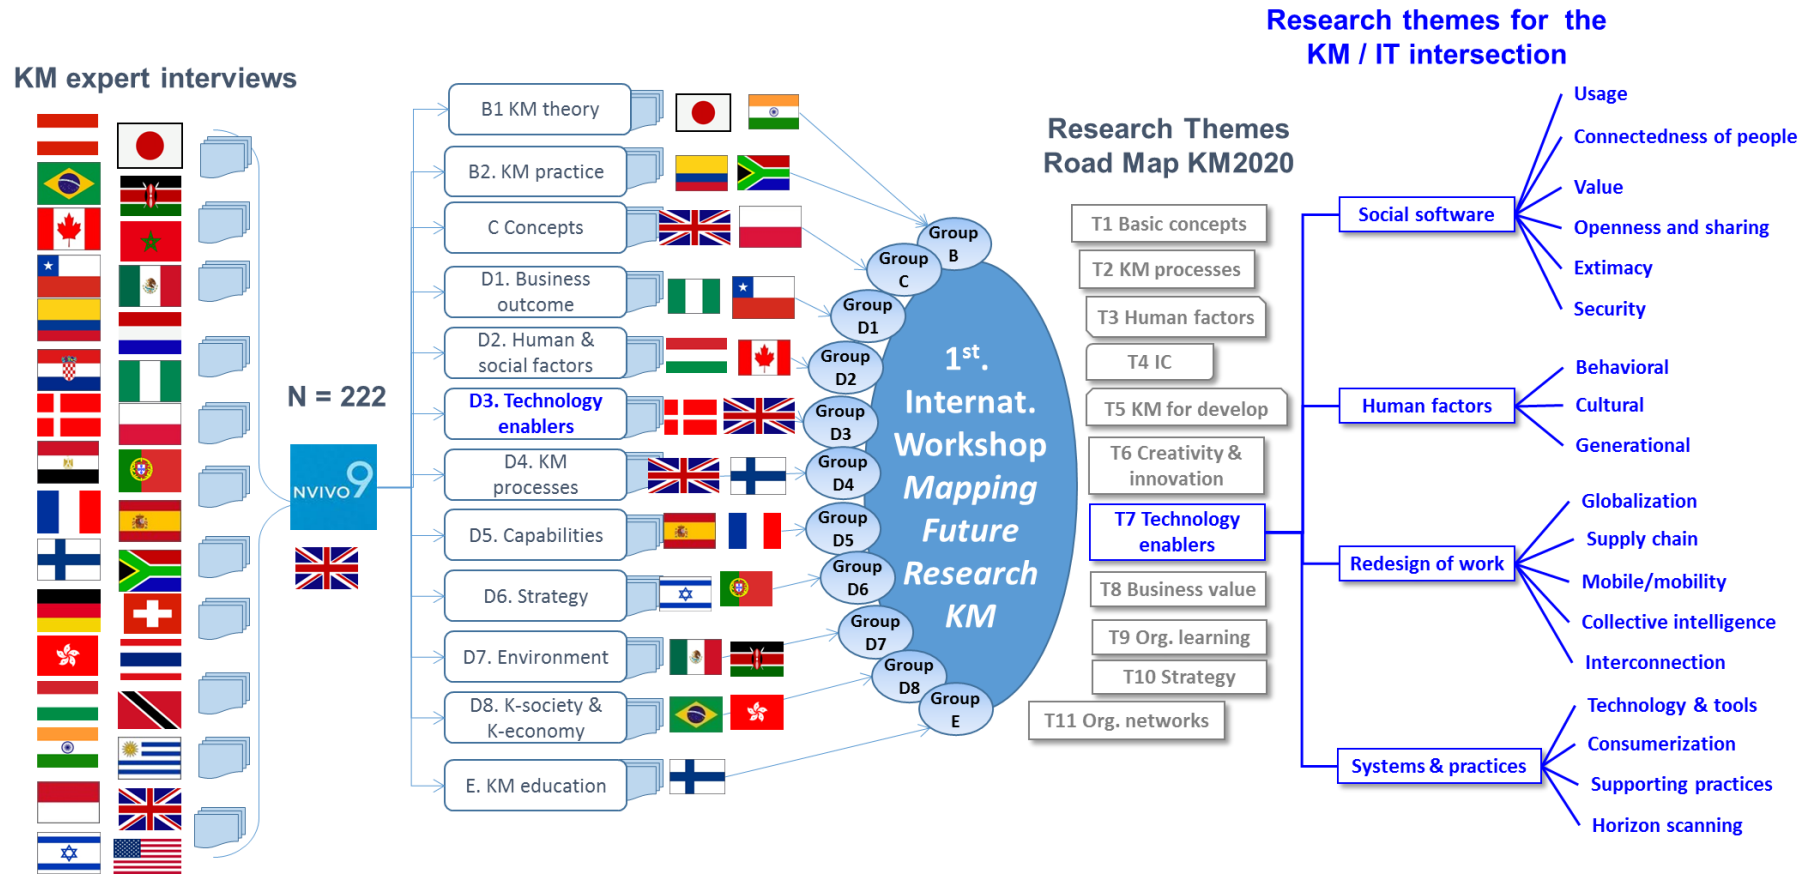 KM expert interviews
N = 222
NVIVO 9
B1 KM theory
B2. KM practice
C Concepts
D1. Business
outcome
D2. Human &
social factors
D3. Technology
enablers
D4. KM
processes
D5. Capabilities
D6. Strategy
D7. Environment
D8. K-society &
K-economy
E. KM education
Group
B
Group
C
Group
D1
Group
D2
Group
D3
Group
D4
Group
D5
Group
D6
Group
D7
Group
D8
Group
E
1st.
Internat.
Workshop
Mapping
Future
Research
KM
Research Themes
Road Map KM2020
T1 Basic concepts
T2 KM processes
T3 Human factors
T4 IC
T5 KM for develop
T6 Creativity &
innovation
T7 Technology
enablers
T8 Business value
T9 Org. learning
T10 Strategy
T11 Org. networks
Research themes for the
KM / IT intersection
Social software
Usage
Connectedness of people
Value
Openness and sharing
Extimacy
Security
Human factors
Behavioral
Cultural
Generational
Redesign of work
Globalization
Supply chain
Mobile/mobility
Collective intelligence
Interconnection
Systems & practices
Technology & tools
Consumerization
Supporting practices
Horizon scanning